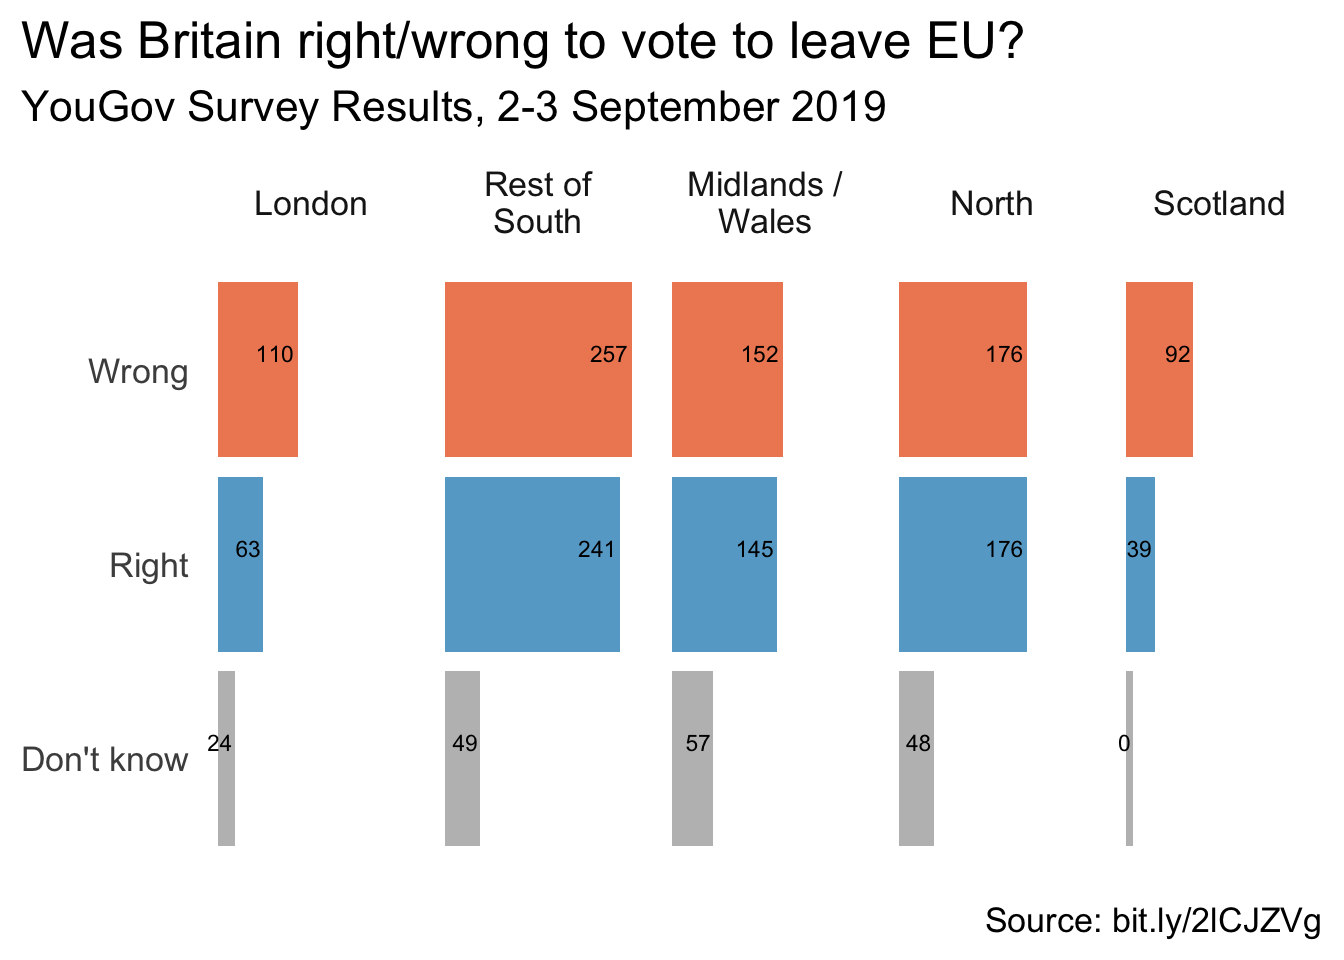 Was Britain right/wrong to vote to leave EU?
YouGov Survey Results, 2-3 September 2019
London
Rest of
South
Midlands /
Wales
North
Scotland
Wrong 110 257 152 176 92
Right 63 241 145 176 39
Don't know 24 49 57 48 0
Source: bit.ly/2lCJZVg